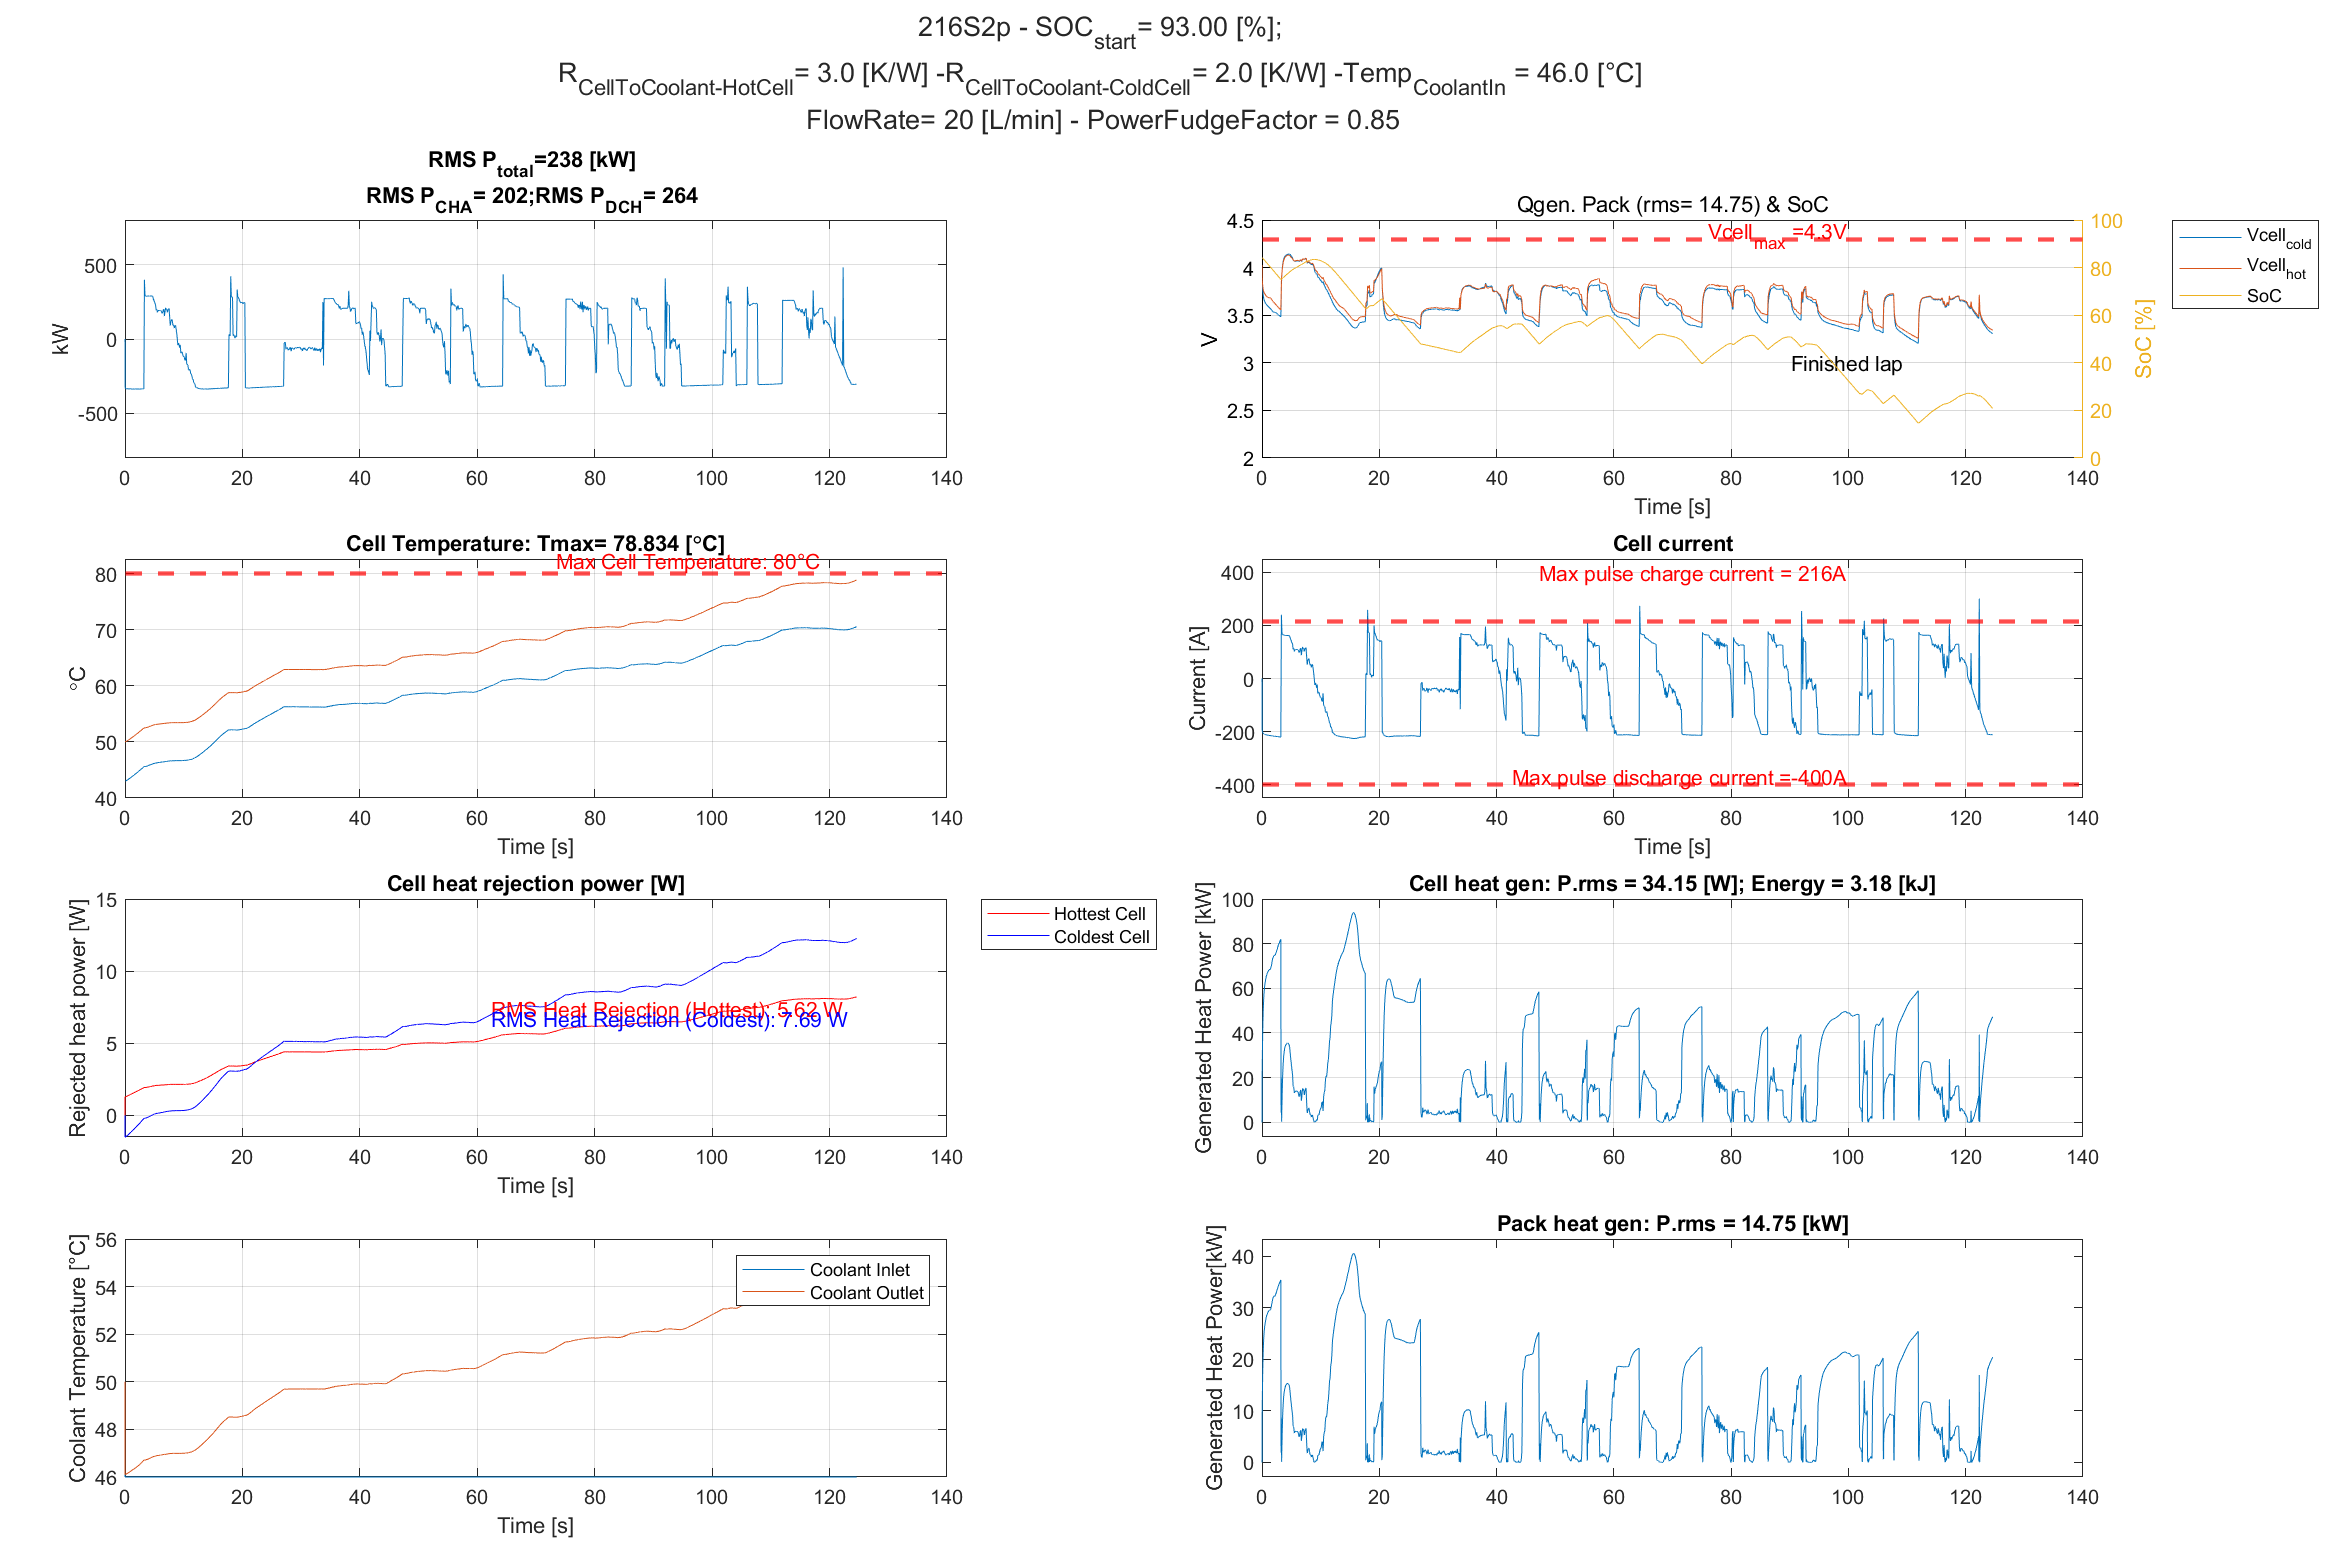 216S2p - SOCstart= 93.00 [%];
RCellToCoolant-HotCell= 3.0 [K/W] -RCellToCoolant-ColdCell= 2.0 [K/W] -TempCoolantIn = 46.0 [°C]
FlowRate= 20 [L/min] - PowerFudgeFactor = 0.85
RMS Ptotal=238 [kW]
RMS PCHA= 202;RMS PDCH= 264
kW
500
0
-500
0 20 40 60 80 100 120 140
Qgen. Pack (rms= 14.75) & SoC
V
4.5
4
3.5
3
2.5
2
Vcellmax =4.3V
Finished lap
100
80
60
40
20
0
SoC [%]
0 20 40 60 80 100 120 140
Time [s]
Vcellcold
Vcellhot
SoC
Cell Temperature: Tmax= 78.834 [°C]
Max Cell Temperature: 80°C
°C
80
70
60
50
40
0 20 40 60 80 100 120 140
Time [s]
Cell current
Max pulse charge current = 216A
Max pulse discharge current =-400A
Current [A]
400
200
0
-200
-400
0 20 40 60 80 100 120 140
Time [s]
Cell heat rejection power [W]
Rejected heat power [W]
15
10
5
0
RMS Heat Rejection (Hottest): 5.62 W
RMS Heat Rejection (Coldest): 7.69 W
0 20 40 60 80 100 120 140
Time [s]
Hottest Cell
Coldest Cell
Cell heat gen: P.rms = 34.15 [W]; Energy = 3.18 [kJ]
Generated Heat Power [kW]
100
80
60
40
20
0
0 20 40 60 80 100 120 140
Coolant Temperature [°C]
56
54
52
50
48
46
Coolant Inlet
Coolant Outlet
0 20 40 60 80 100 120 140
Time [s]
Pack heat gen: P.rms = 14.75 [kW]
Generated Heat Power[kW]
40
30
20
10
0
0 20 40 60 80 100 120 140